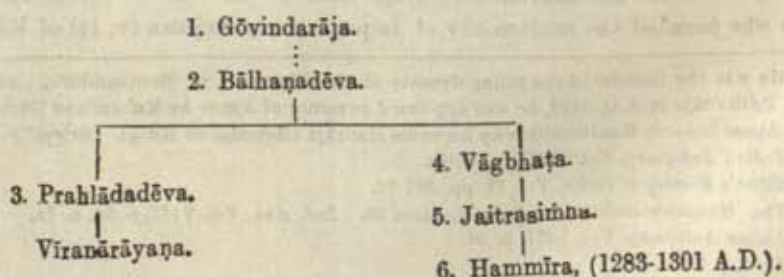 1. Gōvindarāja.
2. Bālhaṇadēva.
4. Vāgbhaṭa.
3. Prahlādadēva.
5. Jaitrasiṁha.
Vīranārāyaṇa.
6. Hammīra, (1283-1301 A.D.).